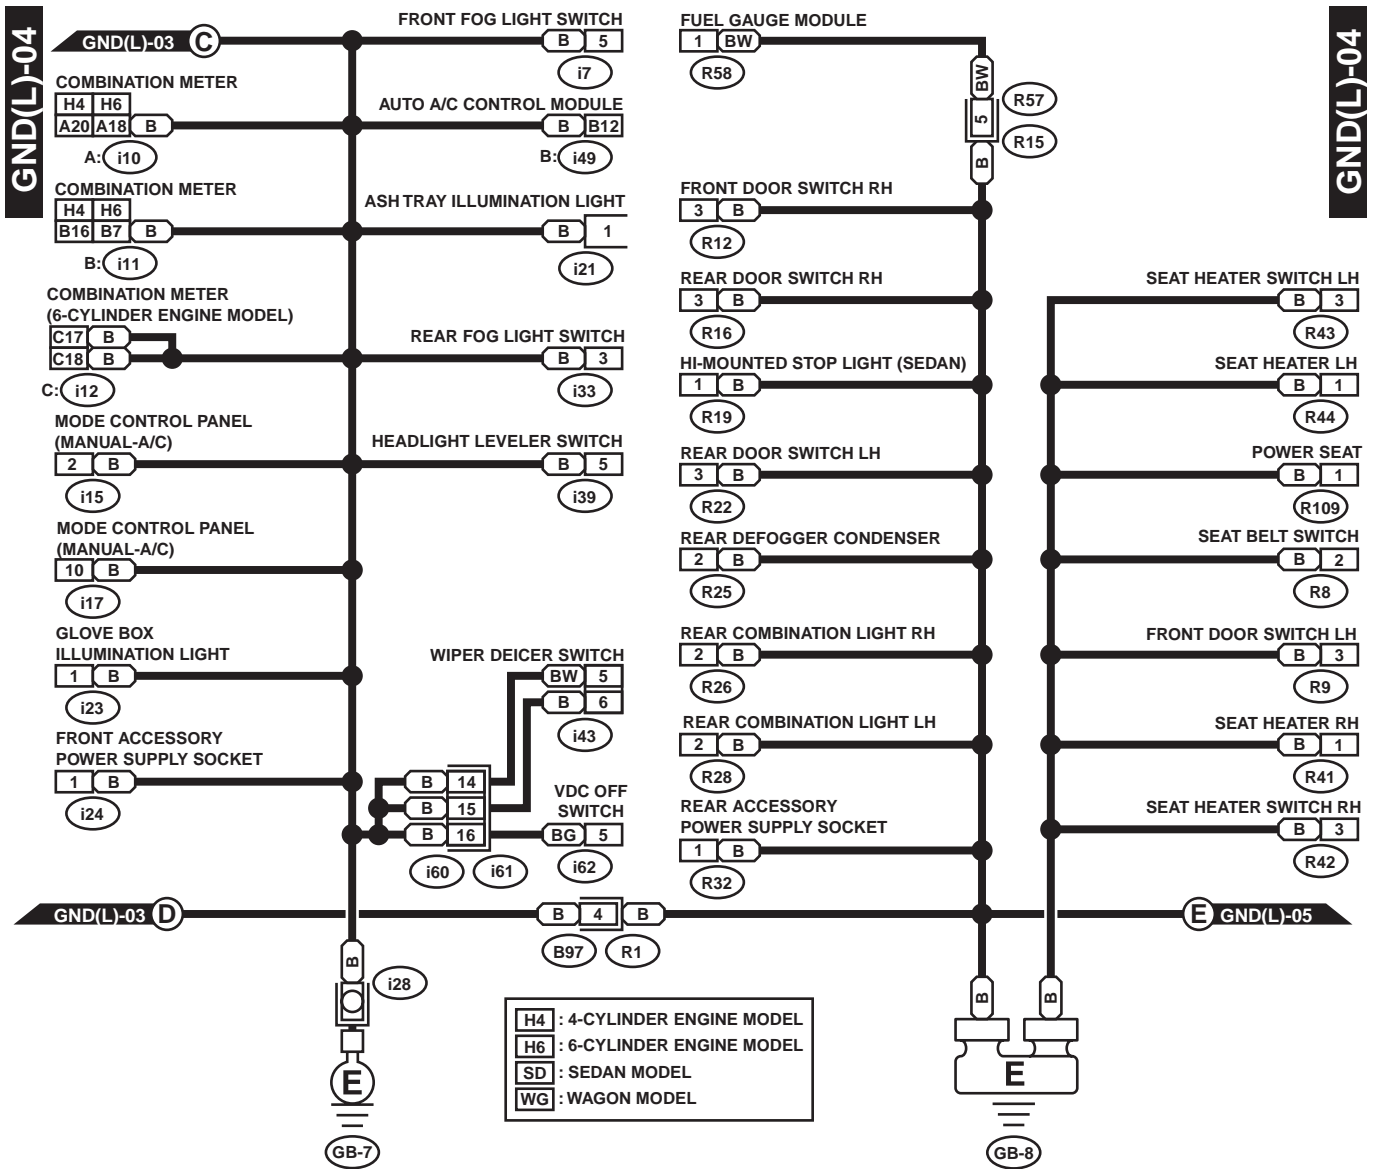 GND(L)-04
GND(L)-03 C
FRONT FOG LIGHT SWITCH
B 5
i7
COMBINATION METER
H4 H6
A20 A18 B
A: i10
AUTO A/C CONTROL MODULE
B B12
B: i49
COMBINATION METER
H4 H6
B16 B7 B
B: i11
ASH TRAY ILLUMINATION LIGHT
B 1
i21
COMBINATION METER
(6-CYLINDER ENGINE MODEL)
C17 B
C18 B
C: i12
REAR FOG LIGHT SWITCH
B 3
i33
MODE CONTROL PANEL
(MANUAL-A/C)
2 B
i15
HEADLIGHT LEVELER SWITCH
B 5
i39
MODE CONTROL PANEL
(MANUAL-A/C)
10 B
i17
GLOVE BOX
ILLUMINATION LIGHT
1 B
i23
WIPER DEICER SWITCH
BW 5
B 6
i43
FRONT ACCESSORY
POWER SUPPLY SOCKET
1 B
i24
B 14
B 15
B 16
i60 i61
VDC OFF
SWITCH
BG 5
i62
FUEL GAUGE MODULE
1 BW
R58
BW
5
B
R57
R15
FRONT DOOR SWITCH RH
3 B
R12
REAR DOOR SWITCH RH
3 B
R16
HI-MOUNTED STOP LIGHT (SEDAN)
1 B
R19
REAR DOOR SWITCH LH
3 B
R22
REAR DEFOGGER CONDENSER
2 B
R25
REAR COMBINATION LIGHT RH
2 B
R26
REAR COMBINATION LIGHT LH
2 B
R28
REAR ACCESSORY
POWER SUPPLY SOCKET
1 B
R32
GND(L)-04
SEAT HEATER SWITCH LH
B 3
R43
SEAT HEATER LH
B 1
R44
POWER SEAT
B 1
R109
SEAT BELT SWITCH
B 2
R8
FRONT DOOR SWITCH LH
B 3
R9
SEAT HEATER RH
B 1
R41
SEAT HEATER SWITCH RH
B 3
R42
GND(L)-03 D
B 4 B
B97 R1
E GND(L)-05
B
i28
E
GB-7
H4 : 4-CYLINDER ENGINE MODEL
H6 : 6-CYLINDER ENGINE MODEL
SD : SEDAN MODEL
WG : WAGON MODEL
B B
E
GB-8